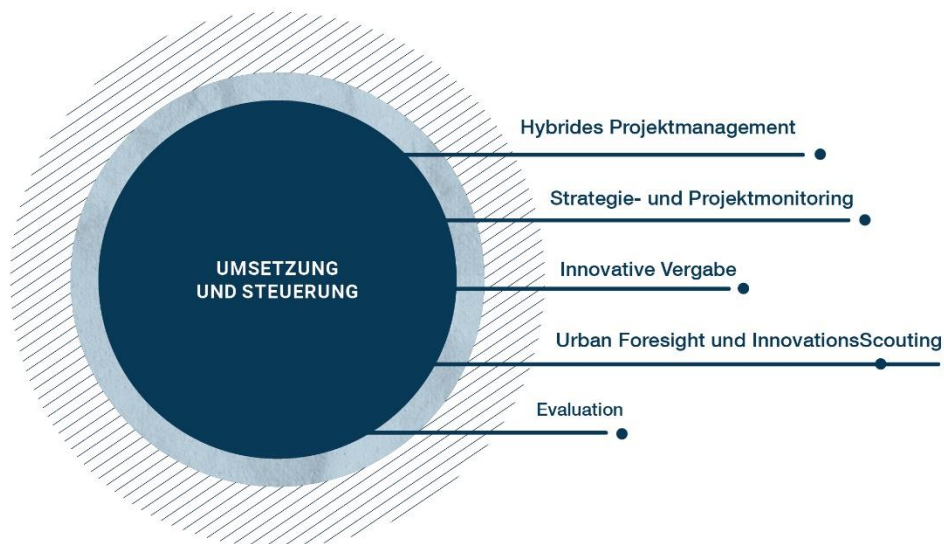 Hybrides Projektmanagement
Strategie- und Projektmonitoring
UMSETZUNG
UND STEUERUNG
Innovative Vergabe
Urban Foresight und InnovationsScouting
Evaluation